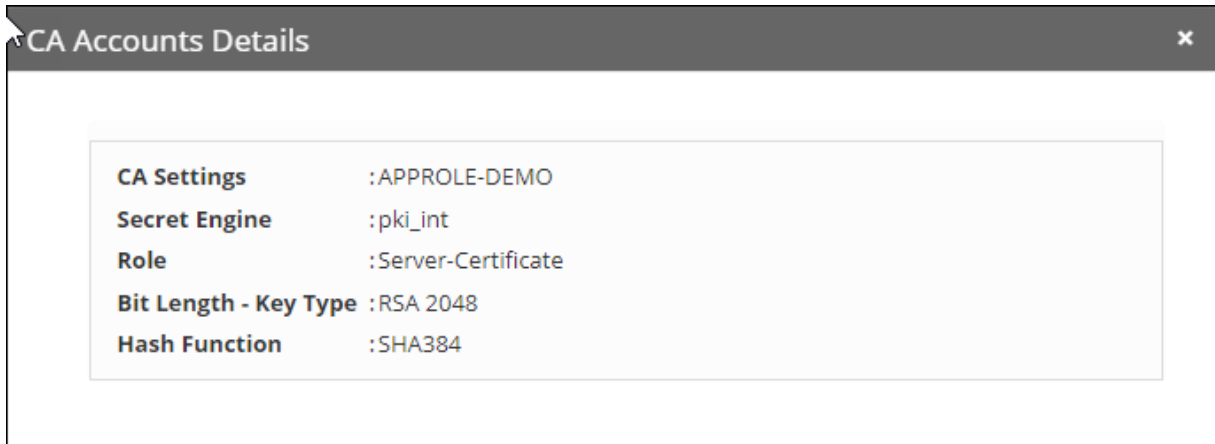 CA Accounts Details ×
CA Settings :APPROLE-DEMO
Secret Engine :pki_int
Role :Server-Certificate
Bit Length - Key Type :RSA 2048
Hash Function :SHA384